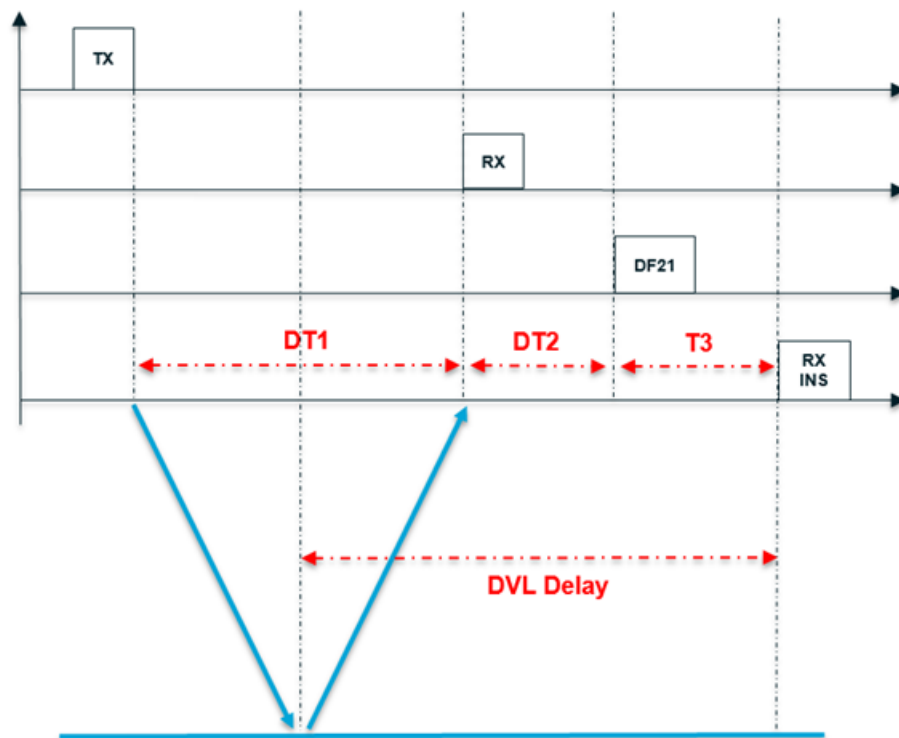 TX
RX
DF21
DT1
DT2
T3
RX
INS
DVL Delay